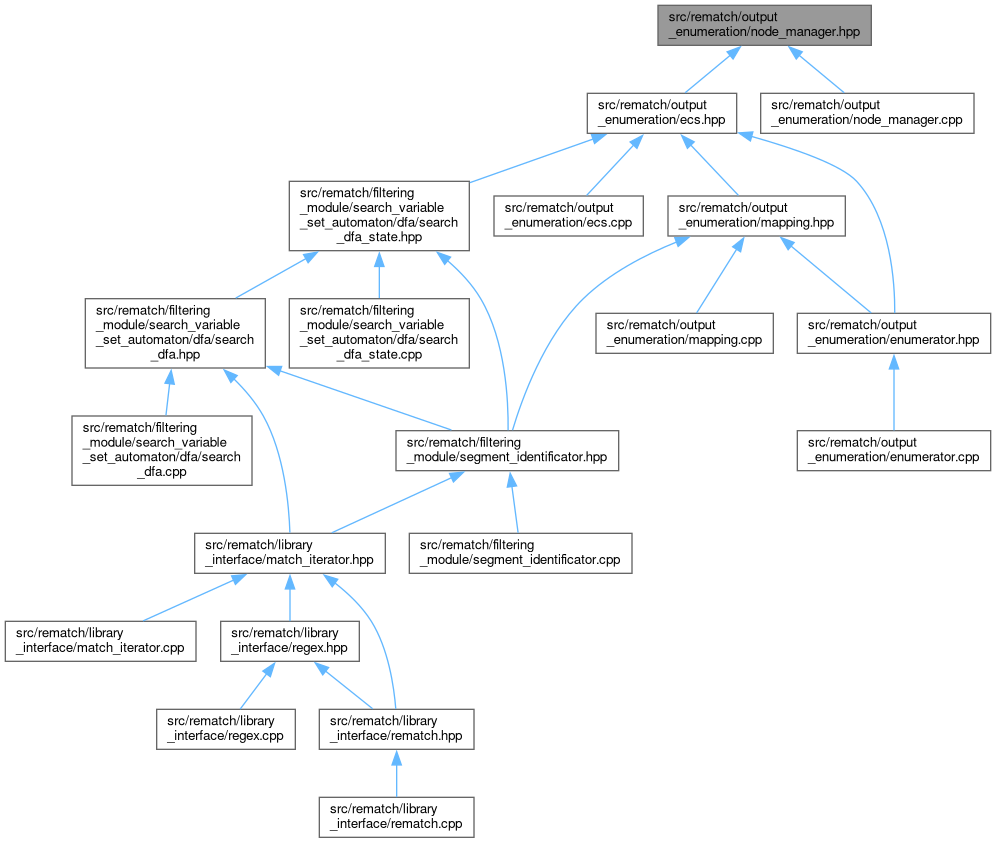 src/rematch/output
_enumeration/node_manager.hpp
src/rematch/output
_enumeration/ecs.hpp
src/rematch/output
_enumeration/node_manager.cpp
src/rematch/filtering
_module/search_variable
_set_automaton/dfa/search
_dfa_state.hpp
src/rematch/output
_enumeration/ecs.cpp
src/rematch/output
_enumeration/mapping.hpp
src/rematch/filtering
_module/search_variable
_set_automaton/dfa/search
_dfa.hpp
src/rematch/filtering
_module/search_variable
_set_automaton/dfa/search
_dfa_state.cpp
src/rematch/output
_enumeration/mapping.cpp
src/rematch/output
_enumeration/enumerator.hpp
src/rematch/filtering
_module/search_variable
_set_automaton/dfa/search
_dfa.cpp
src/rematch/filtering
_module/segment_identificator.hpp
src/rematch/output
_enumeration/enumerator.cpp
src/rematch/library
_interface/match_iterator.hpp
src/rematch/filtering
_module/segment_identificator.cpp
src/rematch/library
_interface/match_iterator.cpp
src/rematch/library
_interface/regex.hpp
src/rematch/library
_interface/regex.cpp
src/rematch/library
_interface/rematch.hpp
src/rematch/library
_interface/rematch.cpp